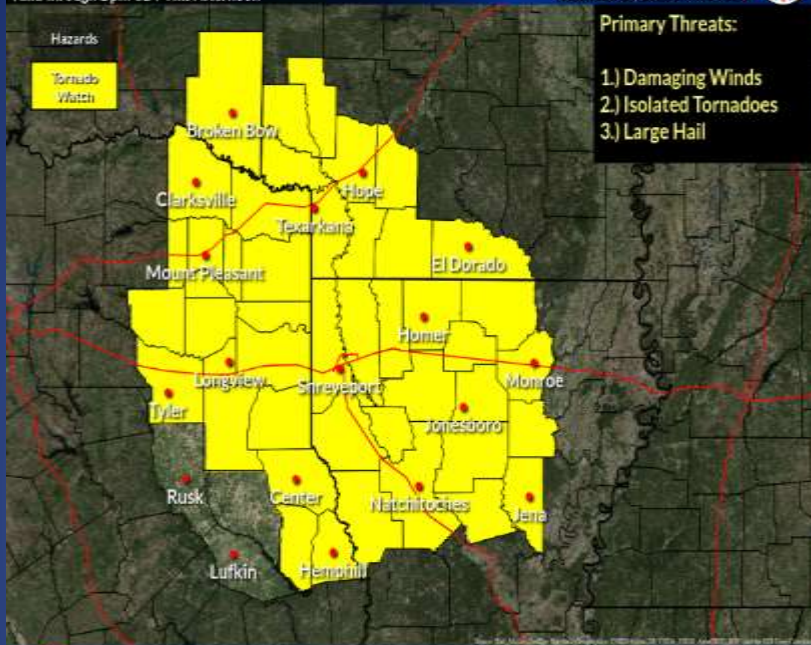 Hazards
Tornado
Watch
Primary Threats:
1.) Damaging Winds
2.) Isolated Tornadoes
3.) Large Hail
Broken Bow
Clarksville
Hope
Texarkana
Mount Pleasant
El Dorado
Homer
Longview
Shreveport
Monroe
Tyler
Jonesboro
Rusk
Center
Natchitoches
Jena
Lufkin
Hemphill